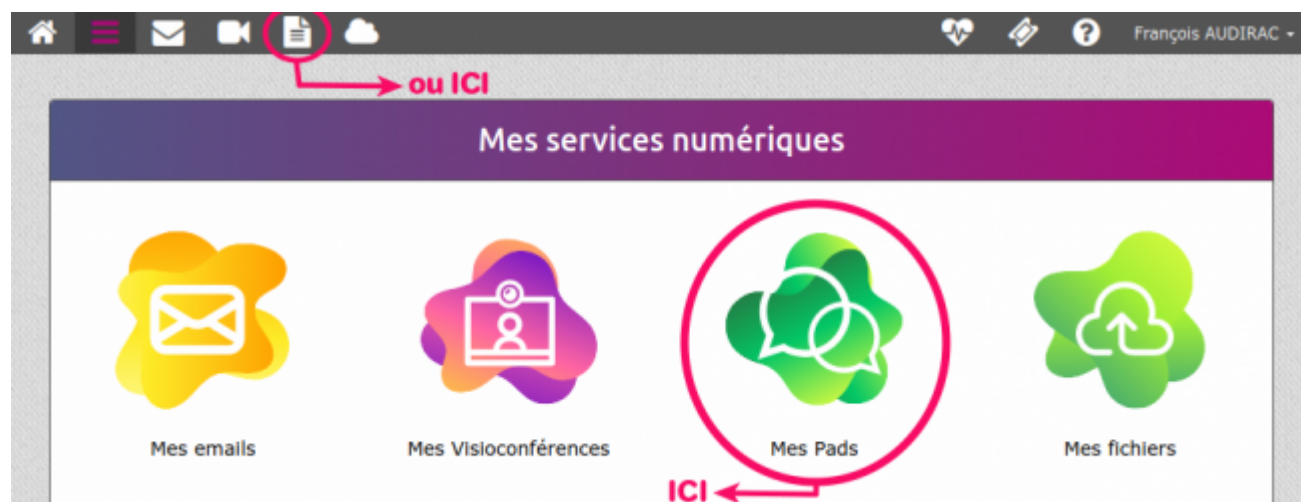 François AUDIRAC
ou ICI
Mes services numériques
Mes emails
Mes Visioconférences
Mes Pads
Mes fichiers
ICI